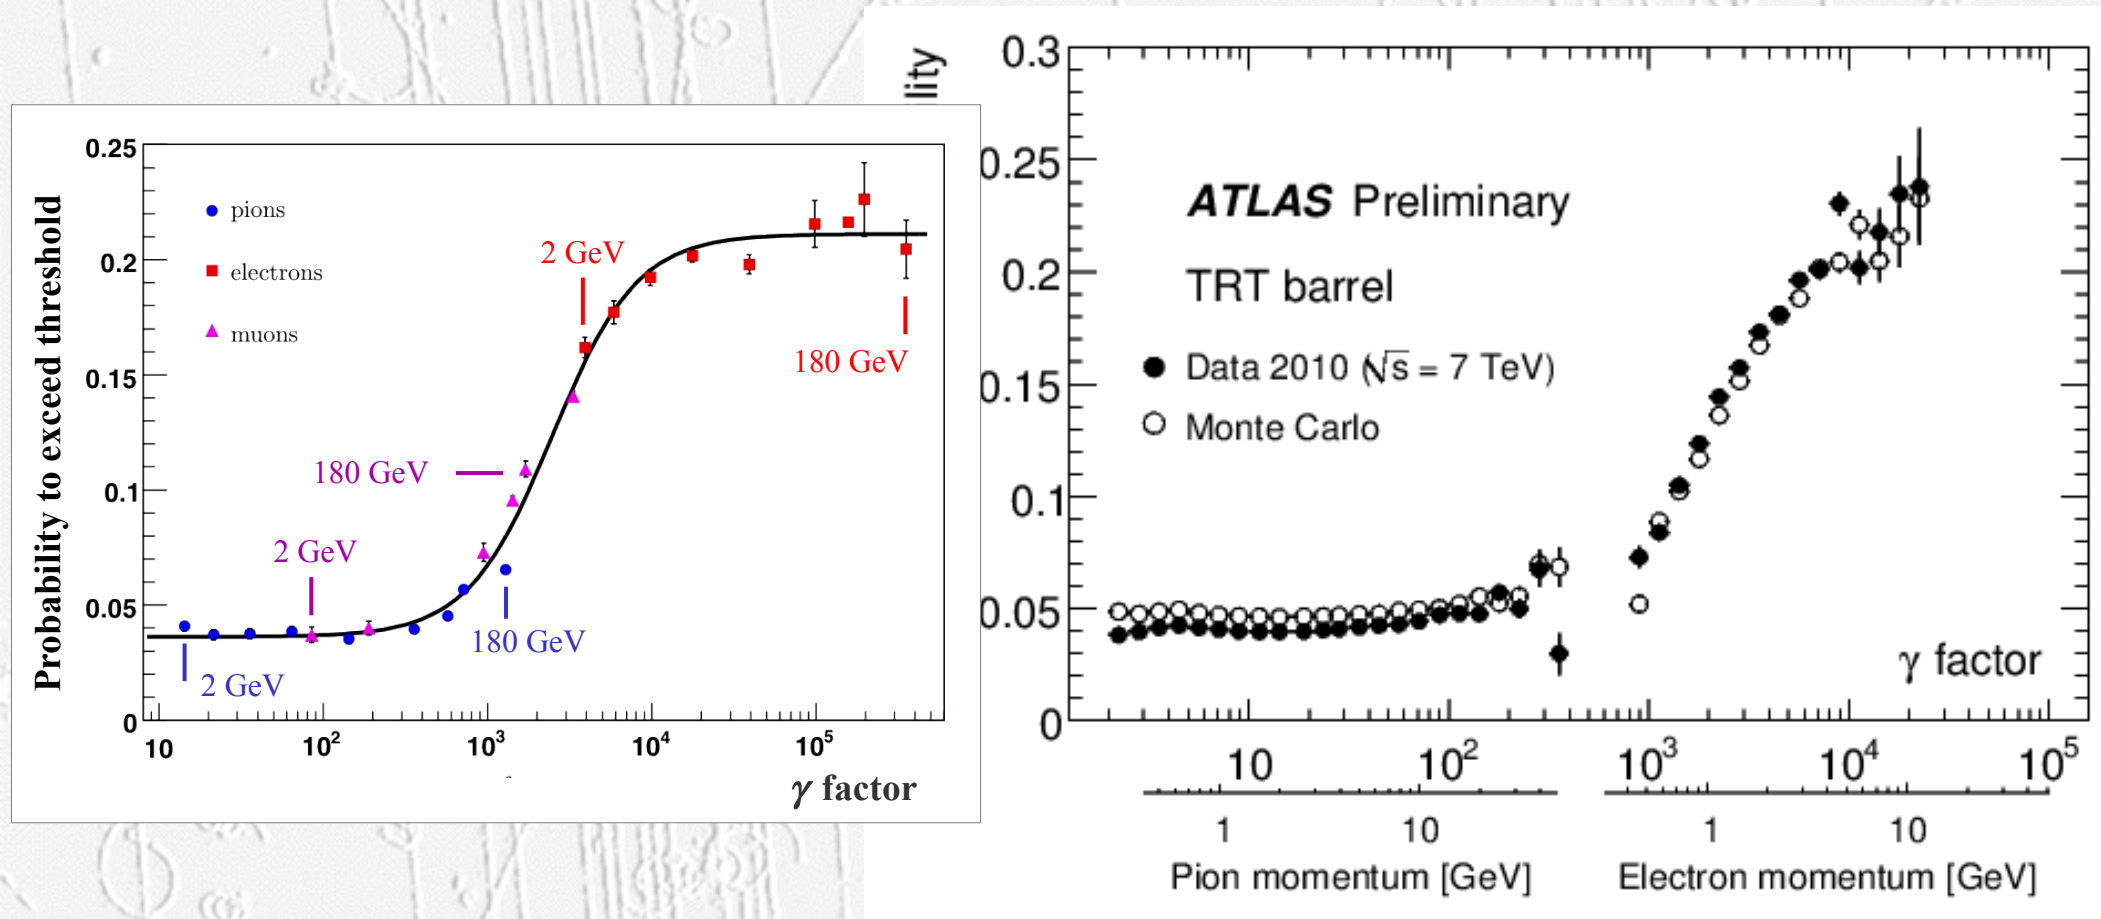 0.25
0.2
0.15
0.1
0.05
0
Probability to exceed threshold
pions
electrons
muons
2 GeV
180 GeV
180 GeV
2 GeV
180 GeV
2 GeV
10
10²
10³
10⁴
10⁵
γ factor
lity
0.3
0.25
0.2
0.15
0.1
0.05
0
ATLAS Preliminary
TRT barrel
Data 2010 (√s = 7 TeV)
Monte Carlo
γ factor
10
10²
10³
10⁴
10⁵
1
10
1
10
Pion momentum [GeV]
Electron momentum [GeV]